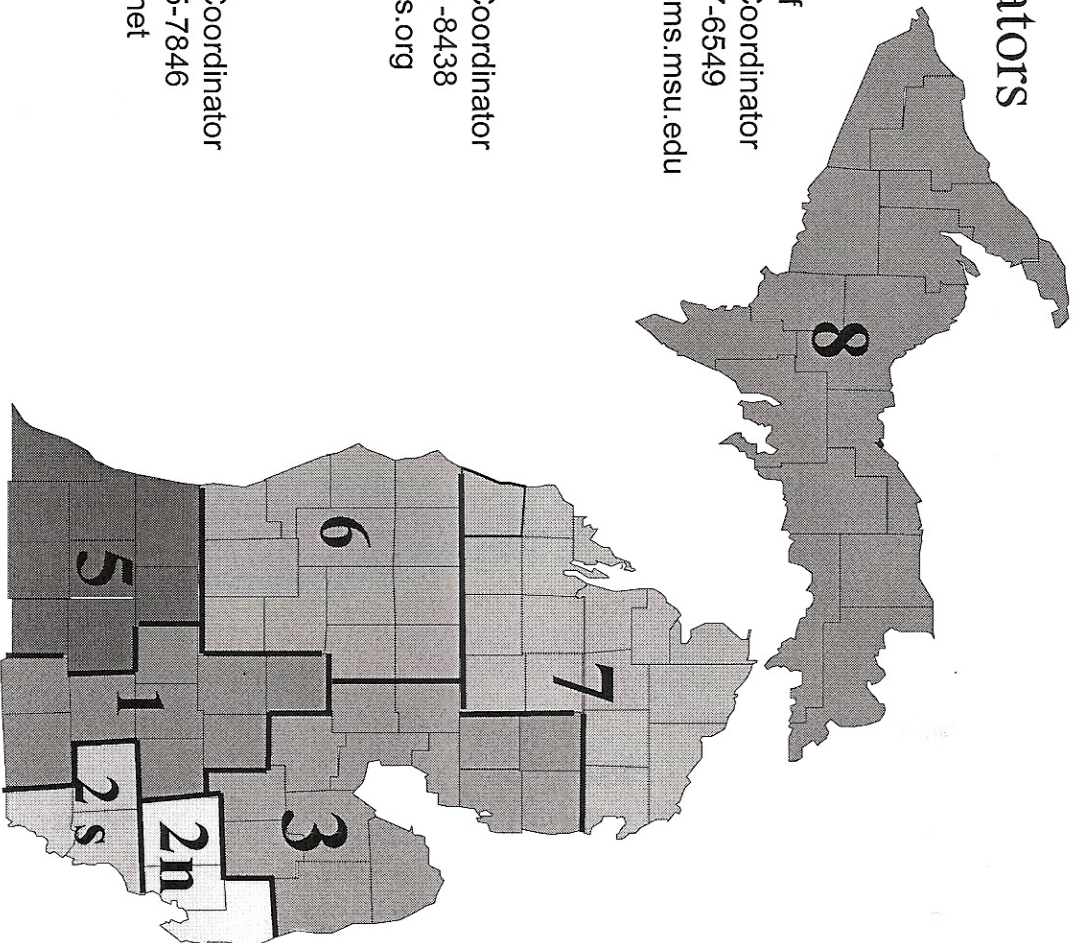 ators
f
Coordinator
7-6549
ms.msu.edu
Coordinator
-8438
s.org
Coordinator
-7846
net
8
7
6
3
2n
1
5
2s